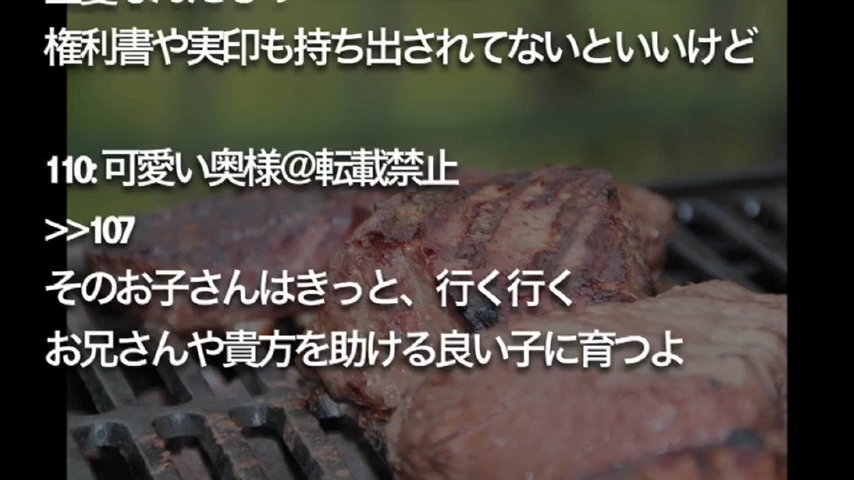 権利書や実印も持ち出されてないといいけど
110: 可愛い奥様@転載禁止
>>107
そのお子さんはきっと、行く行く
お兄さんや貴方を助ける良い子に育つよ